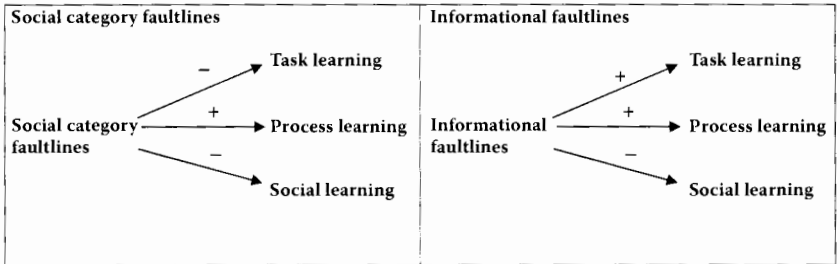 Social category faultlines
Task learning
−
+
Social category
faultlines
Process learning
−
Social learning
Informational faultlines
Task learning
+
+
Informational
faultlines
Process learning
−
Social learning